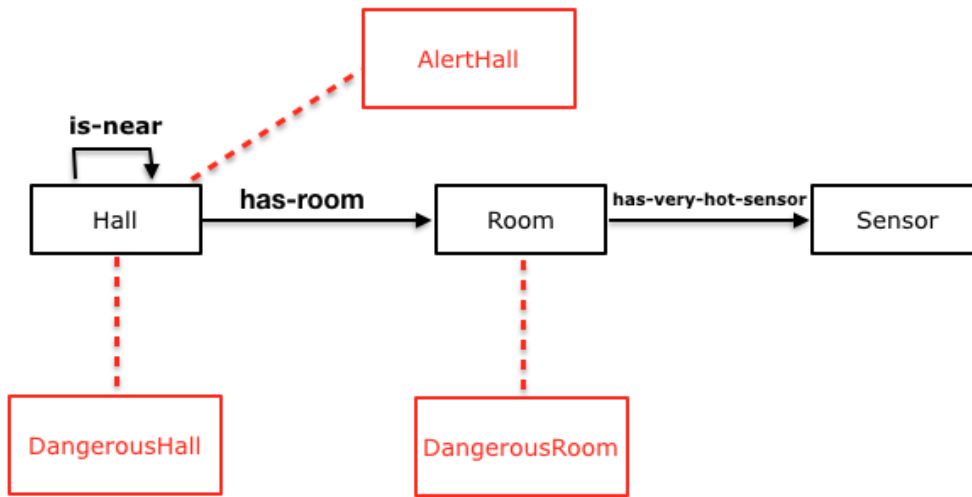 AlertHall
is-near
Hall
has-room
Room
has-very-hot-sensor
Sensor
DangerousHall
DangerousRoom